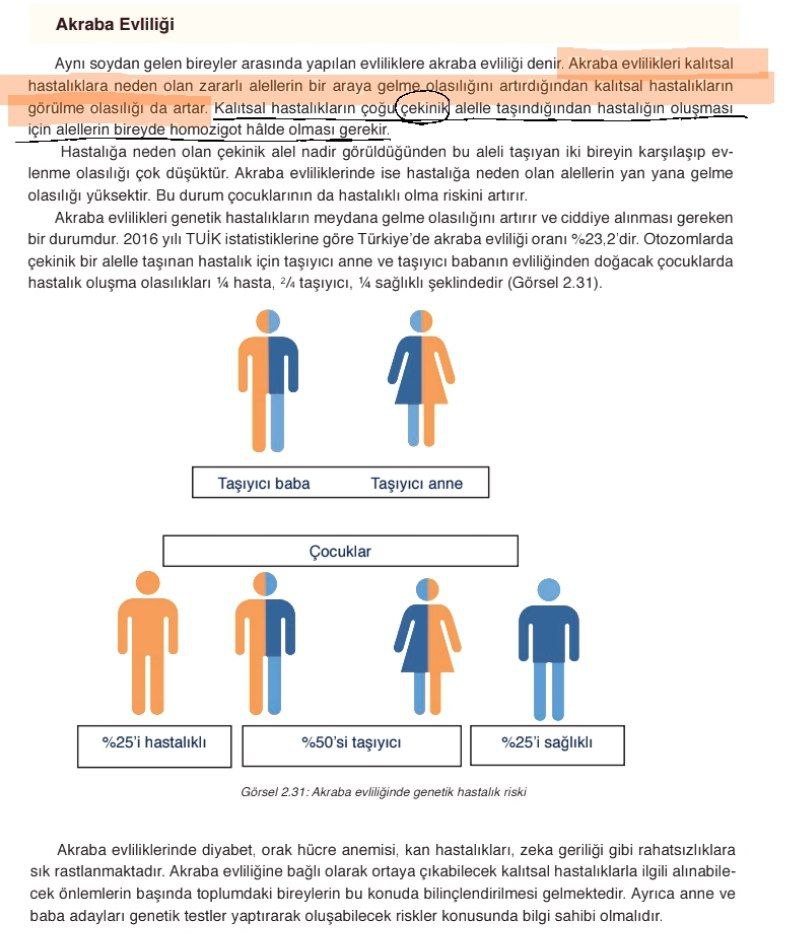 Akraba Evliliği
Aynı soydan gelen bireyler arasında yapılan evliliklere akraba evliliği denir. Akraba evlilikleri kalıtsal
hastalıklara neden olan zararlı alellerin bir araya gelme olasılığını artırdığından kalıtsal hastalıkların
görülme olasılığı da artar. Kalıtsal hastalıkların çoğu çekinik alelle taşındığından hastalığın oluşması
için alellerin bireyde homozigot hâlde olması gerekir.
Hastalığa neden olan çekinik alel nadir görüldüğünden bu aleli taşıyan iki bireyin karşılaşıp ev-
lenme olasılığı çok düşüktür. Akraba evliliklerinde ise hastalığa neden olan alellerin yan yana gelme
olasılığı yüksektir. Bu durum çocuklarının da hastalıklı olma riskini artırır.
Akraba evlilikleri genetik hastalıkların meydana gelme olasılığını artırır ve ciddiye alınması gereken
bir durumdur. 2016 yılı TUİK istatistiklerine göre Türkiye'de akraba evliliği oranı %23,2'dir. Otozomlarda
çekinik bir alelle taşınan hastalık için taşıyıcı anne ve taşıyıcı babanın evliliğinden doğacak çocuklarda
hastalık oluşma olasılıkları ¼ hasta, ²/₄ taşıyıcı, ¼ sağlıklı şeklindedir (Görsel 2.31).
Taşıyıcı baba Taşıyıcı anne
Çocuklar
%25'i hastalıklı %50'si taşıyıcı %25'i sağlıklı
Görsel 2.31: Akraba evliliğinde genetik hastalık riski
Akraba evliliklerinde diyabet, orak hücre anemisi, kan hastalıkları, zeka geriliği gibi rahatsızlıklara
sık rastlanmaktadır. Akraba evliliğine bağlı olarak ortaya çıkabilecek kalıtsal hastalıklarla ilgili alınabile-
cek önlemlerin başında toplumdaki bireylerin bu konuda bilinçlendirilmesi gelmektedir. Ayrıca anne ve
baba adayları genetik testler yaptırarak oluşabilecek riskler konusunda bilgi sahibi olmalıdır.